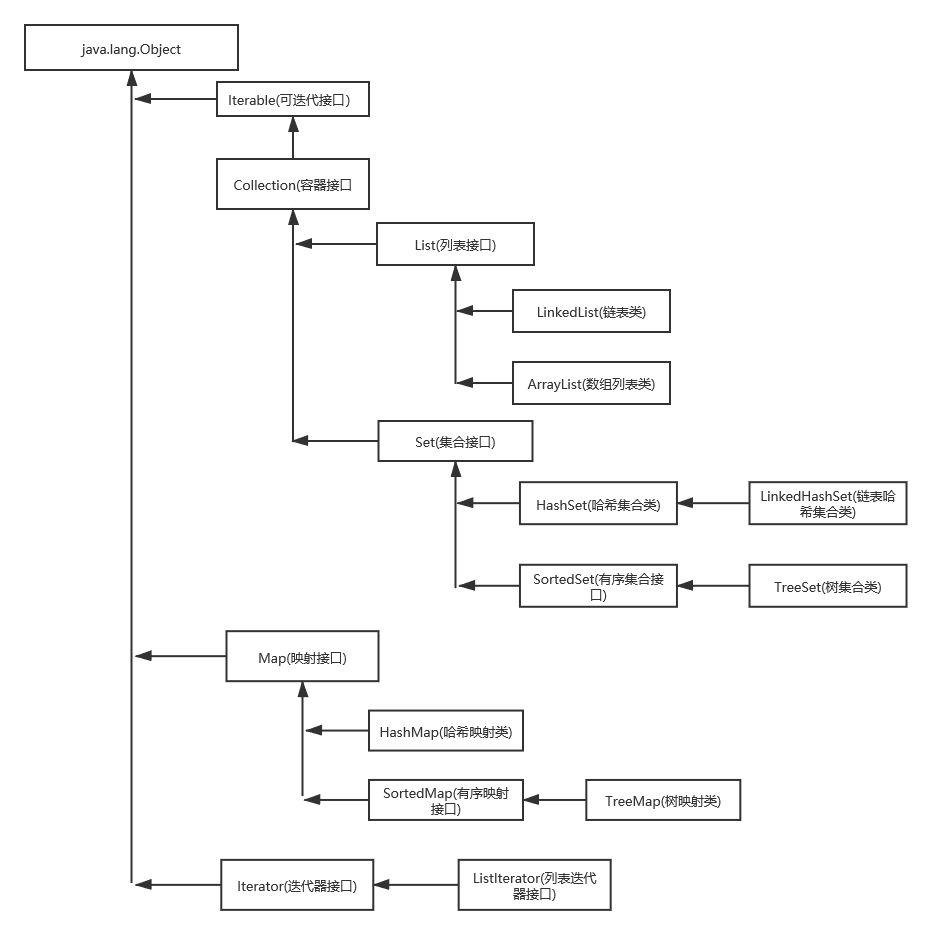 java.lang.Object
Iterable(可迭代接口)
Collection(容器接口
List(列表接口)
LinkedList(链表类)
ArrayList(数组列表类)
Set(集合接口)
HashSet(哈希集合类)
LinkedHashSet(链表哈
希集合类)
SortedSet(有序集合接
口)
TreeSet(树集合类)
Map(映射接口)
HashMap(哈希映射类)
SortedMap(有序映射
接口)
TreeMap(树映射类)
Iterator(迭代器接口)
ListIterator(列表迭代
器接口)